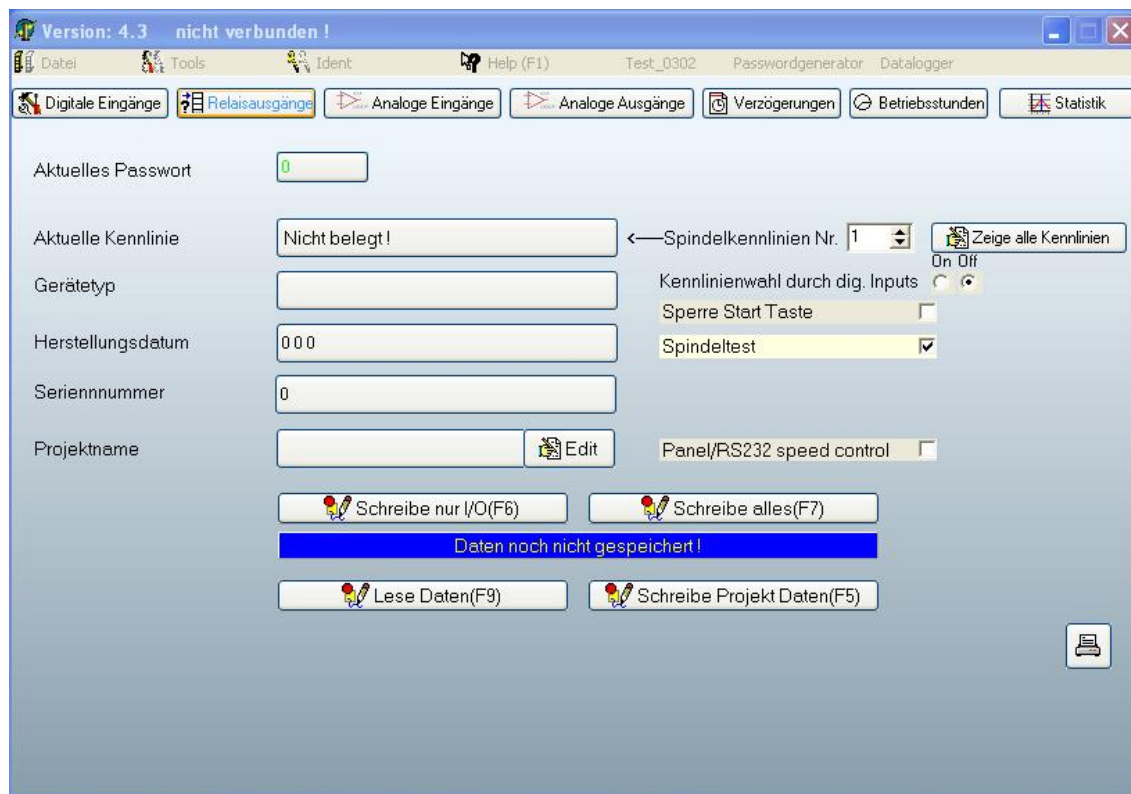 Version: 4.3 nicht verbunden !
Datei Tools Ident Help (F1) Test_0302 Passwordgenerator Datalogger
Digitale Eingänge Relaisausgänge Analoge Eingänge Analoge Ausgänge Verzögerungen Betriebsstunden Statistik
Aktuelles Passwort 0
Aktuelle Kennlinie Nicht belegt ! <—Spindelkennlinien Nr. 1 Zeige alle Kennlinien
On Off
Gerätetyp Kennlinienwahl durch dig. Inputs
Sperre Start Taste
Herstellungsdatum 0 0 0 Spindeltest
Seriennnummer 0
Projektname Edit Panel/RS232 speed control
Schreibe nur I/O(F6) Schreibe alles(F7)
Daten noch nicht gespeichert !
Lese Daten(F9) Schreibe Projekt Daten(F5)